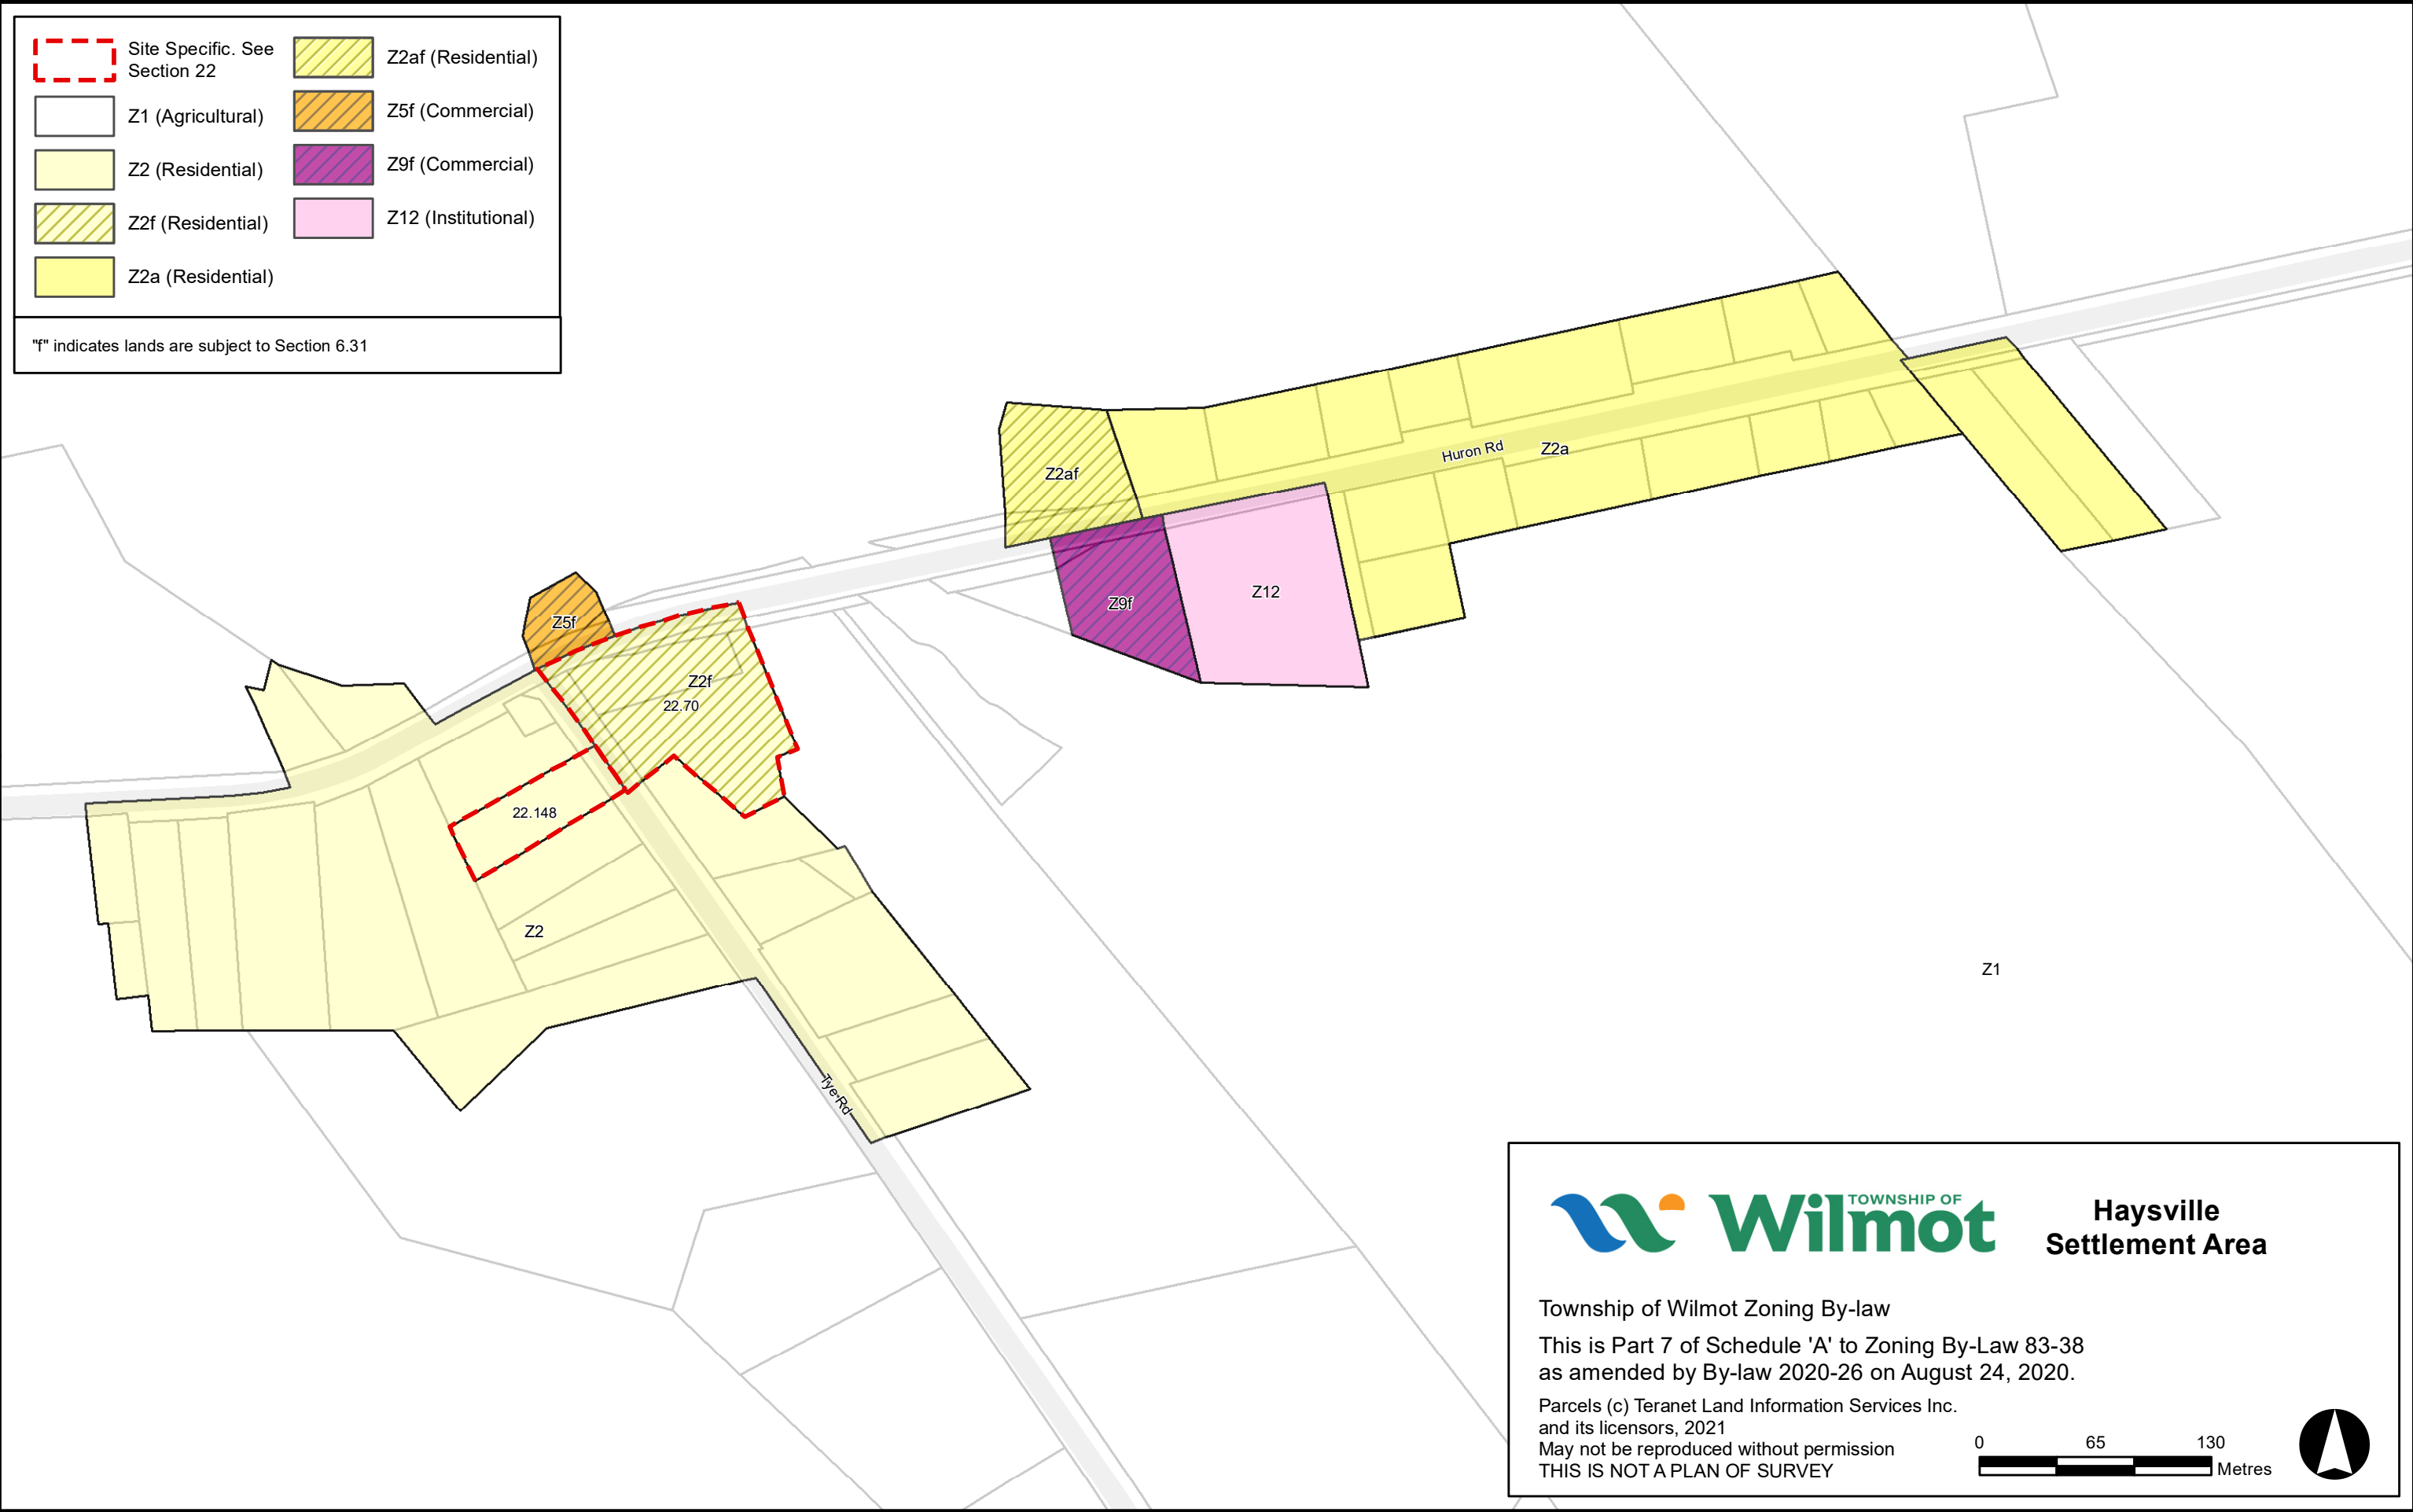 Site Specific. See
Section 22
Z1 (Agricultural)
Z2 (Residential)
Z2f (Residential)
Z2a (Residential)
Z2af (Residential)
Z5f (Commercial)
Z9f (Commercial)
Z12 (Institutional)
"f" indicates lands are subject to Section 6.31
Huron Rd
Z2a
Z2af
Z9f
Z12
Z5f
Z2f
22.70
22.148
Z2
Z1
Tye Rd
TOWNSHIP OF
Wilmot
Haysville
Settlement Area
Township of Wilmot Zoning By-law
This is Part 7 of Schedule 'A' to Zoning By-Law 83-38
as amended by By-law 2020-26 on August 24, 2020.
Parcels (c) Teranet Land Information Services Inc.
and its licensors, 2021
May not be reproduced without permission
THIS IS NOT A PLAN OF SURVEY
0 65 130
Metres